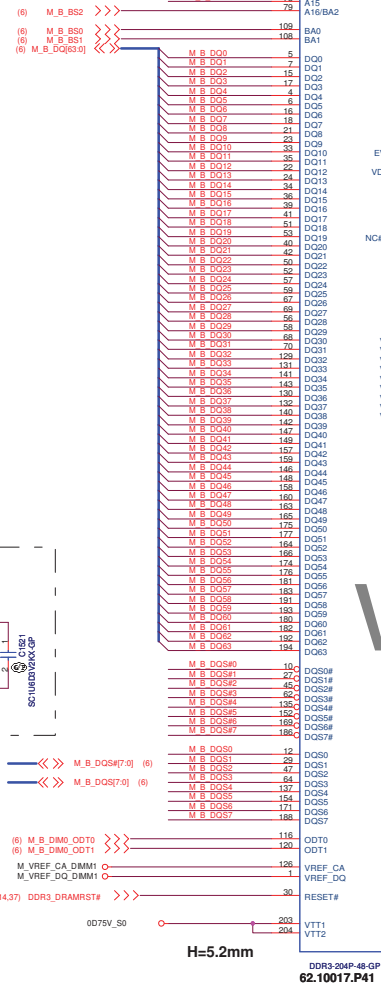 A15
(6) M_B_BS2 79 A16/BA2
(6) M_B_BS0 109 BA0
(6) M_B_BS1 108 BA1
(6) M_B_DQ[63:0]
M_B_DQ0 5 DQ0
M_B_DQ1 7 DQ1
M_B_DQ2 15 DQ2
M_B_DQ3 17 DQ3
M_B_DQ4 4 DQ4
M_B_DQ5 6 DQ5
M_B_DQ6 16 DQ6
M_B_DQ7 18 DQ7
M_B_DQ8 21 DQ8
M_B_DQ9 23 DQ9
M_B_DQ10 33 DQ10
M_B_DQ11 35 DQ11
M_B_DQ12 22 DQ12
M_B_DQ13 24 DQ13
M_B_DQ14 34 DQ14
M_B_DQ15 36 DQ15
M_B_DQ16 39 DQ16
M_B_DQ17 41 DQ17
M_B_DQ18 51 DQ18
M_B_DQ19 53 DQ19
M_B_DQ20 40 DQ20
M_B_DQ21 42 DQ21
M_B_DQ22 50 DQ22
M_B_DQ23 52 DQ23
M_B_DQ24 57 DQ24
M_B_DQ25 59 DQ25
M_B_DQ26 67 DQ26
M_B_DQ27 69 DQ27
M_B_DQ28 56 DQ28
M_B_DQ29 58 DQ29
M_B_DQ30 68 DQ30
M_B_DQ31 70 DQ31
M_B_DQ32 129 DQ32
M_B_DQ33 131 DQ33
M_B_DQ34 141 DQ34
M_B_DQ35 143 DQ35
M_B_DQ36 130 DQ36
M_B_DQ37 132 DQ37
M_B_DQ38 140 DQ38
M_B_DQ39 142 DQ39
M_B_DQ40 147 DQ40
M_B_DQ41 149 DQ41
M_B_DQ42 157 DQ42
M_B_DQ43 159 DQ43
M_B_DQ44 146 DQ44
M_B_DQ45 148 DQ45
M_B_DQ46 158 DQ46
M_B_DQ47 160 DQ47
M_B_DQ48 163 DQ48
M_B_DQ49 165 DQ49
M_B_DQ50 175 DQ50
M_B_DQ51 177 DQ51
M_B_DQ52 164 DQ52
M_B_DQ53 166 DQ53
M_B_DQ54 174 DQ54
M_B_DQ55 176 DQ55
M_B_DQ56 181 DQ56
M_B_DQ57 183 DQ57
M_B_DQ58 191 DQ58
M_B_DQ59 193 DQ59
M_B_DQ60 180 DQ60
M_B_DQ61 182 DQ61
M_B_DQ62 192 DQ62
M_B_DQ63 194 DQ63
1 2 C1521
SC1U6D3V2KX-GP
M_B_DQS#0 10 DQS0#
M_B_DQS#1 27 DQS1#
M_B_DQS#2 45 DQS2#
M_B_DQS#3 62 DQS3#
M_B_DQS#4 135 DQS4#
M_B_DQS#5 152 DQS5#
M_B_DQS#6 169 DQS6#
M_B_DQS#7 186 DQS7#
M_B_DQS#[7:0] (6)
M_B_DQS[7:0] (6)
M_B_DQS0 12 DQS0
M_B_DQS1 29 DQS1
M_B_DQS2 47 DQS2
M_B_DQS3 64 DQS3
M_B_DQS4 137 DQS4
M_B_DQS5 154 DQS5
M_B_DQS6 171 DQS6
M_B_DQS7 188 DQS7
(6) M_B_DIM0_ODT0 116 ODT0
(6) M_B_DIM0_ODT1 120 ODT1
M_VREF_CA_DIMM1 126 VREF_CA
M_VREF_DQ_DIMM1 1 VREF_DQ
4,37) DDR3_DRAMRST# 30 RESET#
0D75V_S0 203 VTT1
204 VTT2
H=5.2mm
DDR3-204P-48-GP
62.10017.P41